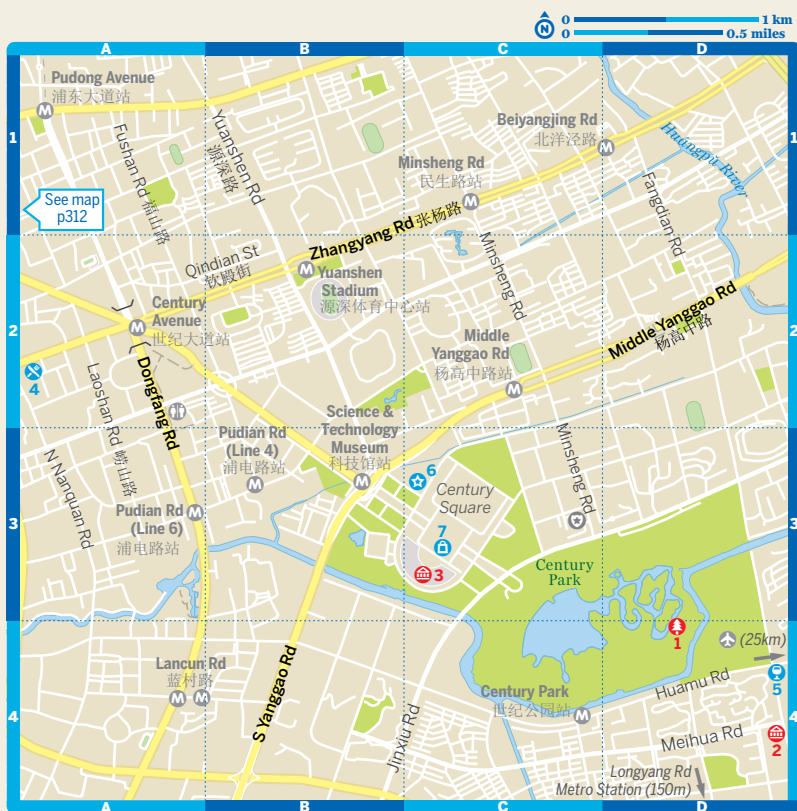 N
0 1 km
0 0.5 miles
A B C D
1
2
3
4
Pudong Avenue
浦东大道站
M
Fushan Rd 福山路
Yuanshen Rd
源深路
Beiyangjing Rd
北洋泾路
M
Huangpu River
Minsheng Rd
民生路站
M
Fangdian Rd
See map
p312
Zhangyang Rd 张杨路
Qindian St
钦殿街
M
Yuanshen
Stadium
源深体育中心站
Minsheng Rd
Century
Avenue
世纪大道站
M
Middle Yanggao Rd
杨高中路
Middle
Yanggao Rd
杨高中路站
M
4
Laoshan Rd 崂山路
Dongfang Rd
N Nanquan Rd
Pudian Rd
(Line 4)
浦电路站
M
Science &
Technology
Museum
科技馆站
M
6
Century
Square
Minsheng Rd
Pudian Rd
(Line 6)
浦电路站
M
7
3
Century
Park
1
(25km)
5
Lancun Rd
蓝村路
M M
S Yanggao Rd
Jinxiu Rd
Century Park
世纪公园站
M
Huamu Rd
Meihua Rd
2
Longyang Rd
Metro Station (150m)
1
2
3
4
A B C D